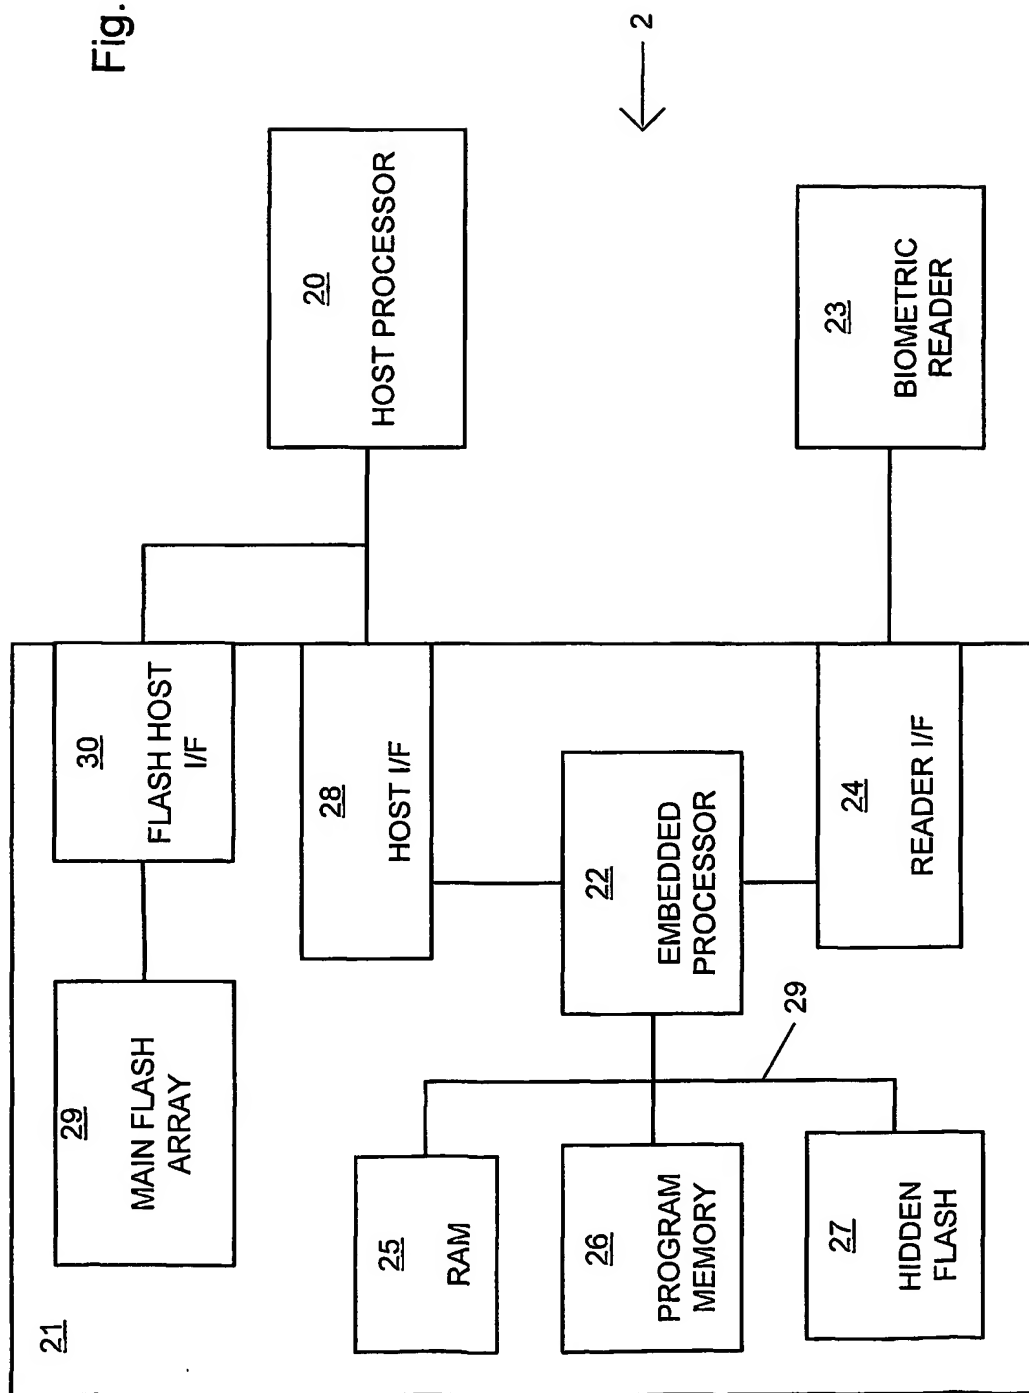 Fig.
2
21
29
MAIN FLASH
ARRAY
30
FLASH HOST
I/F
20
HOST PROCESSOR
28
HOST I/F
25
RAM
26
PROGRAM
MEMORY
22
EMBEDDED
PROCESSOR
29
27
HIDDEN
FLASH
24
READER I/F
23
BIOMETRIC
READER